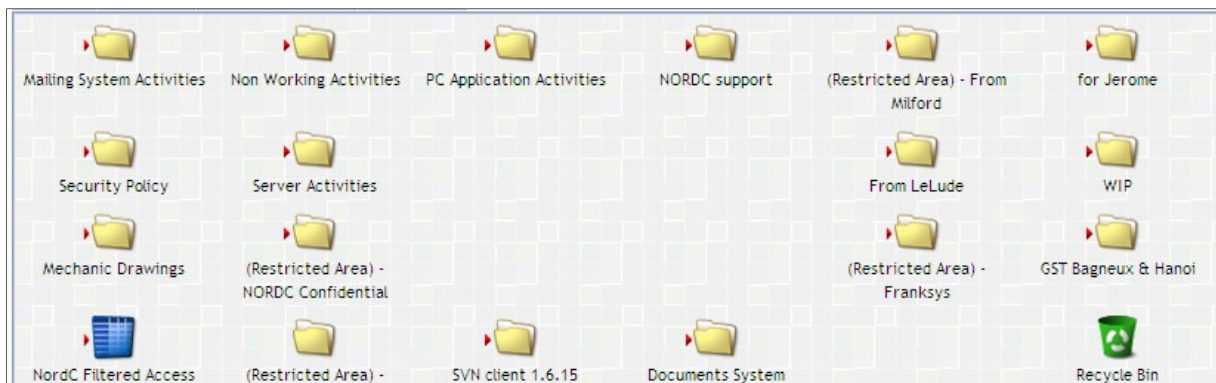 Mailing System Activities
Non Working Activities
PC Application Activities
NORDC support
(Restricted Area) - From
Milford
for Jerome
Security Policy
Server Activities
From LeLude
WIP
Mechanic Drawings
(Restricted Area) -
NORDC Confidential
(Restricted Area) -
Franksys
GST Bagneux & Hanoi
NordC Filtered Access
(Restricted Area) -
SVN client 1.6.15
Documents System
Recycle Bin